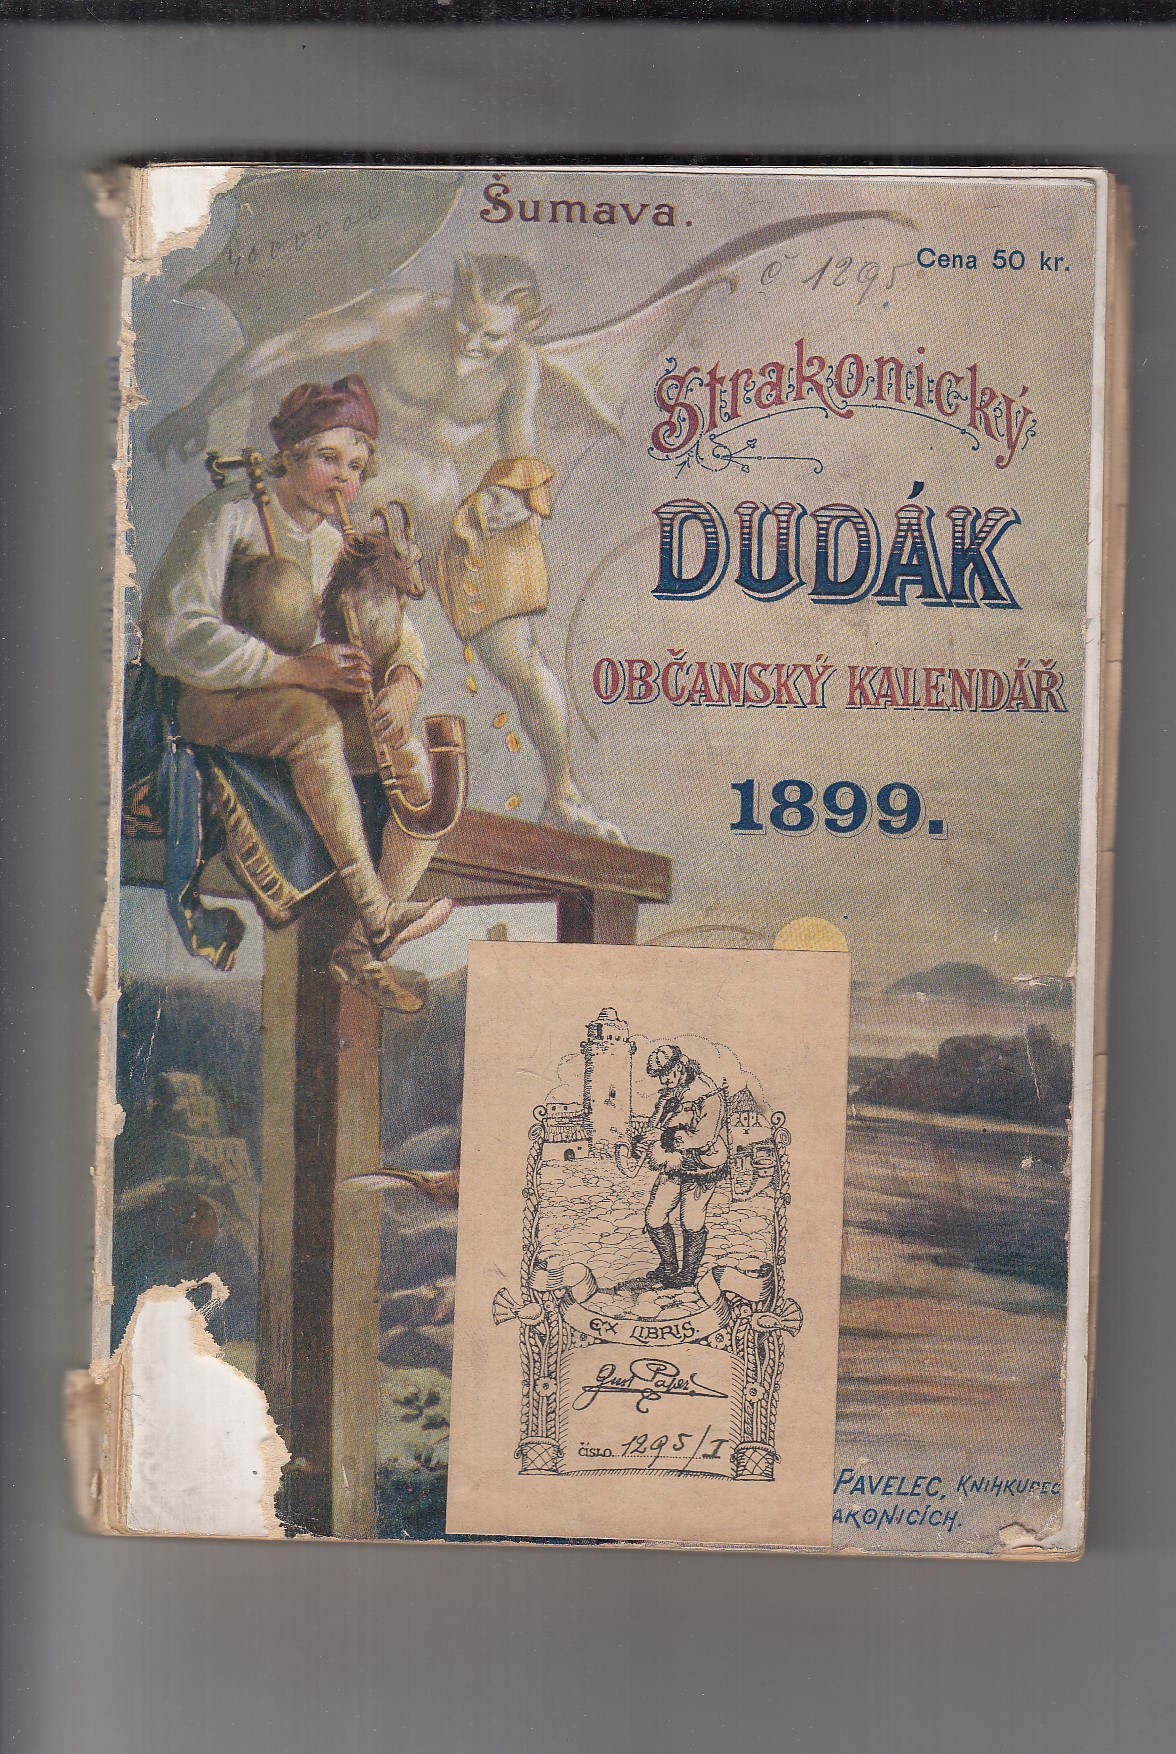 Šumava.
Cena 50 kr.
č 1295
Strakonický
DUDÁK
OBČANSKÝ KALENDÁŘ
1899.
EX LIBRIS.
ČÍSLO. 1295/I
PAVELEC, KNIHKUPEC
AKONICÍCH.